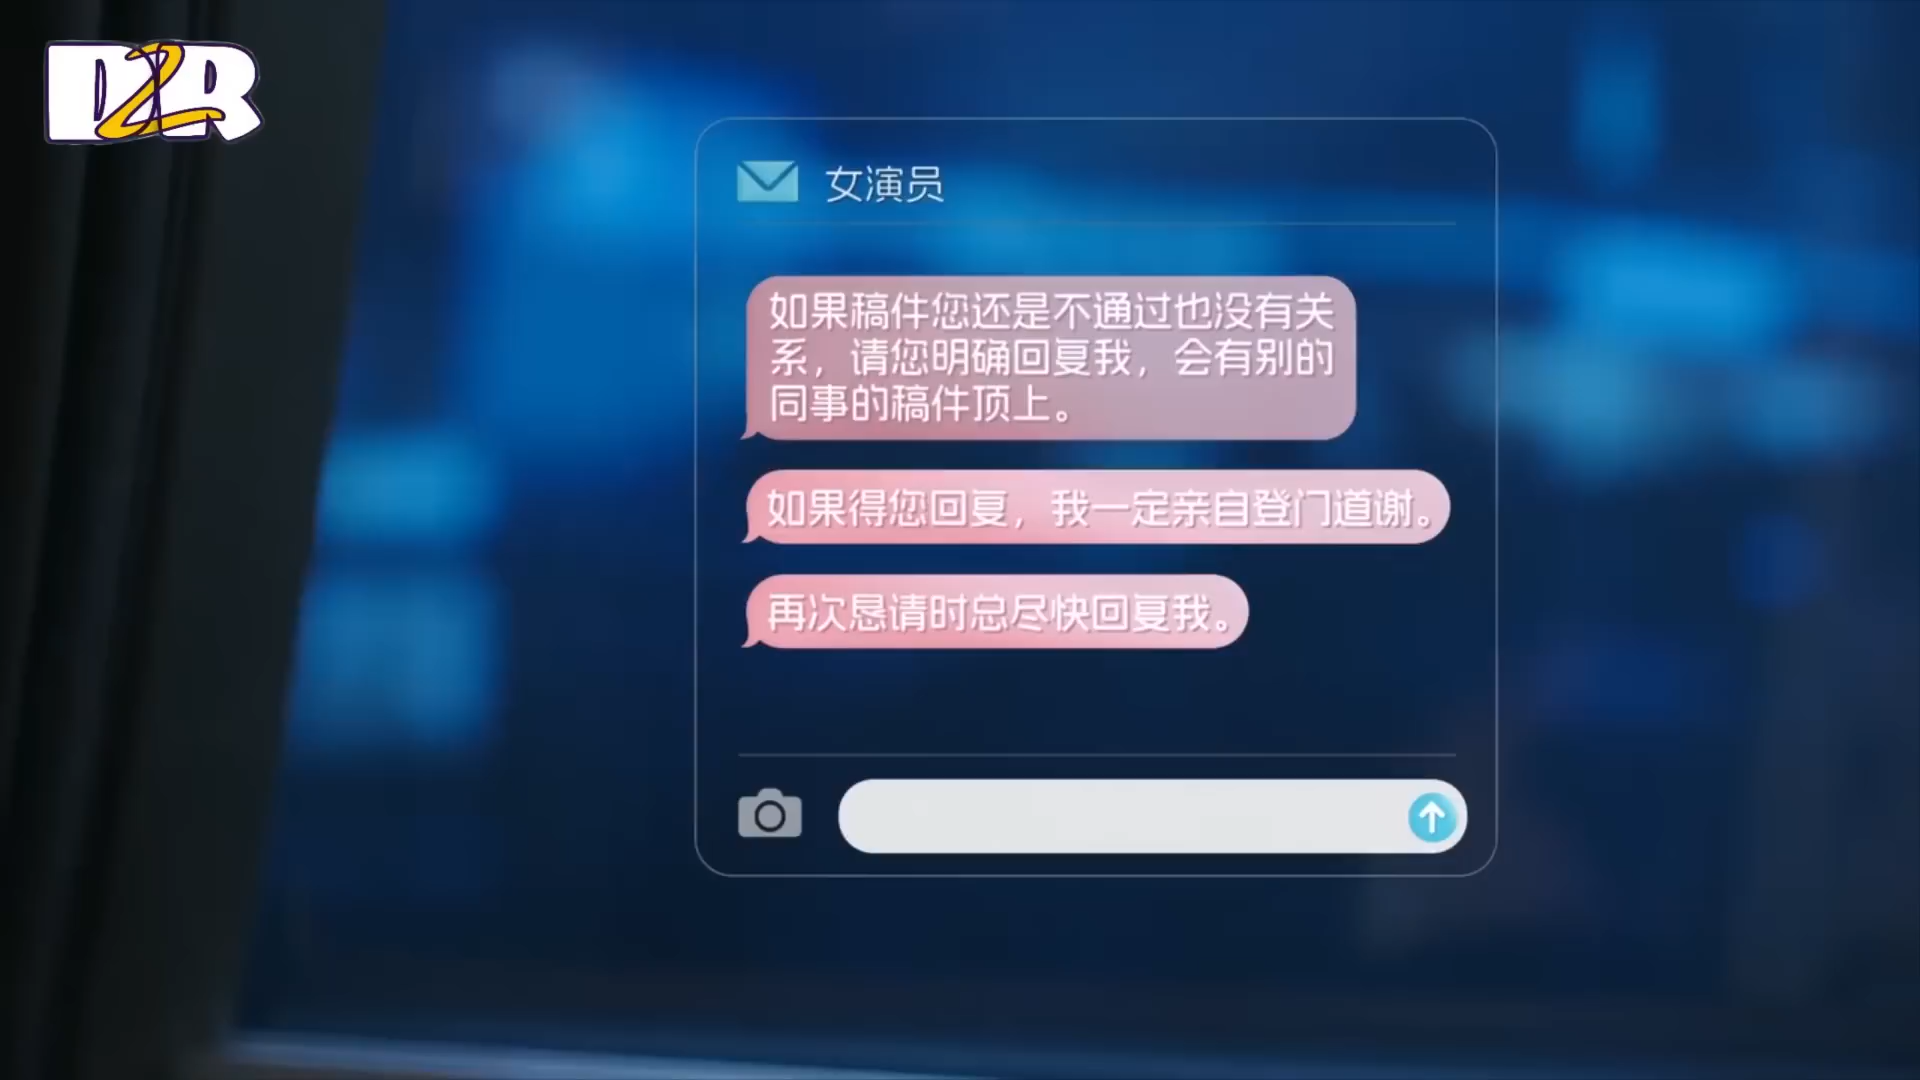 D2R
女演员
如果稿件您还是不通过也没有关
系，请您明确回复我，会有别的
同事的稿件顶上。
如果得您回复，我一定亲自登门道谢。
再次恳请时总尽快回复我。